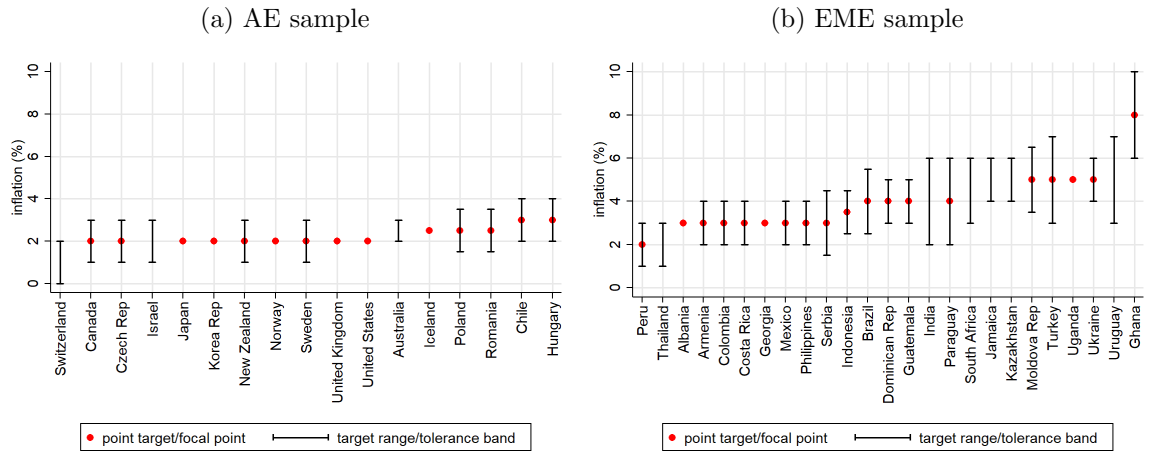 (a) AE sample
inflation (%)
10
8
6
4
2
0
Switzerland
Canada
Czech Rep
Israel
Japan
Korea Rep
New Zealand
Norway
Sweden
United Kingdom
United States
Australia
Iceland
Poland
Romania
Chile
Hungary
point target/focal point
target range/tolerance band
(b) EME sample
inflation (%)
10
8
6
4
2
0
Peru
Thailand
Albania
Armenia
Colombia
Costa Rica
Georgia
Mexico
Philippines
Serbia
Indonesia
Brazil
Dominican Rep
Guatemala
India
Paraguay
South Africa
Jamaica
Kazakhstan
Moldova Rep
Turkey
Uganda
Ukraine
Uruguay
Ghana
point target/focal point
target range/tolerance band